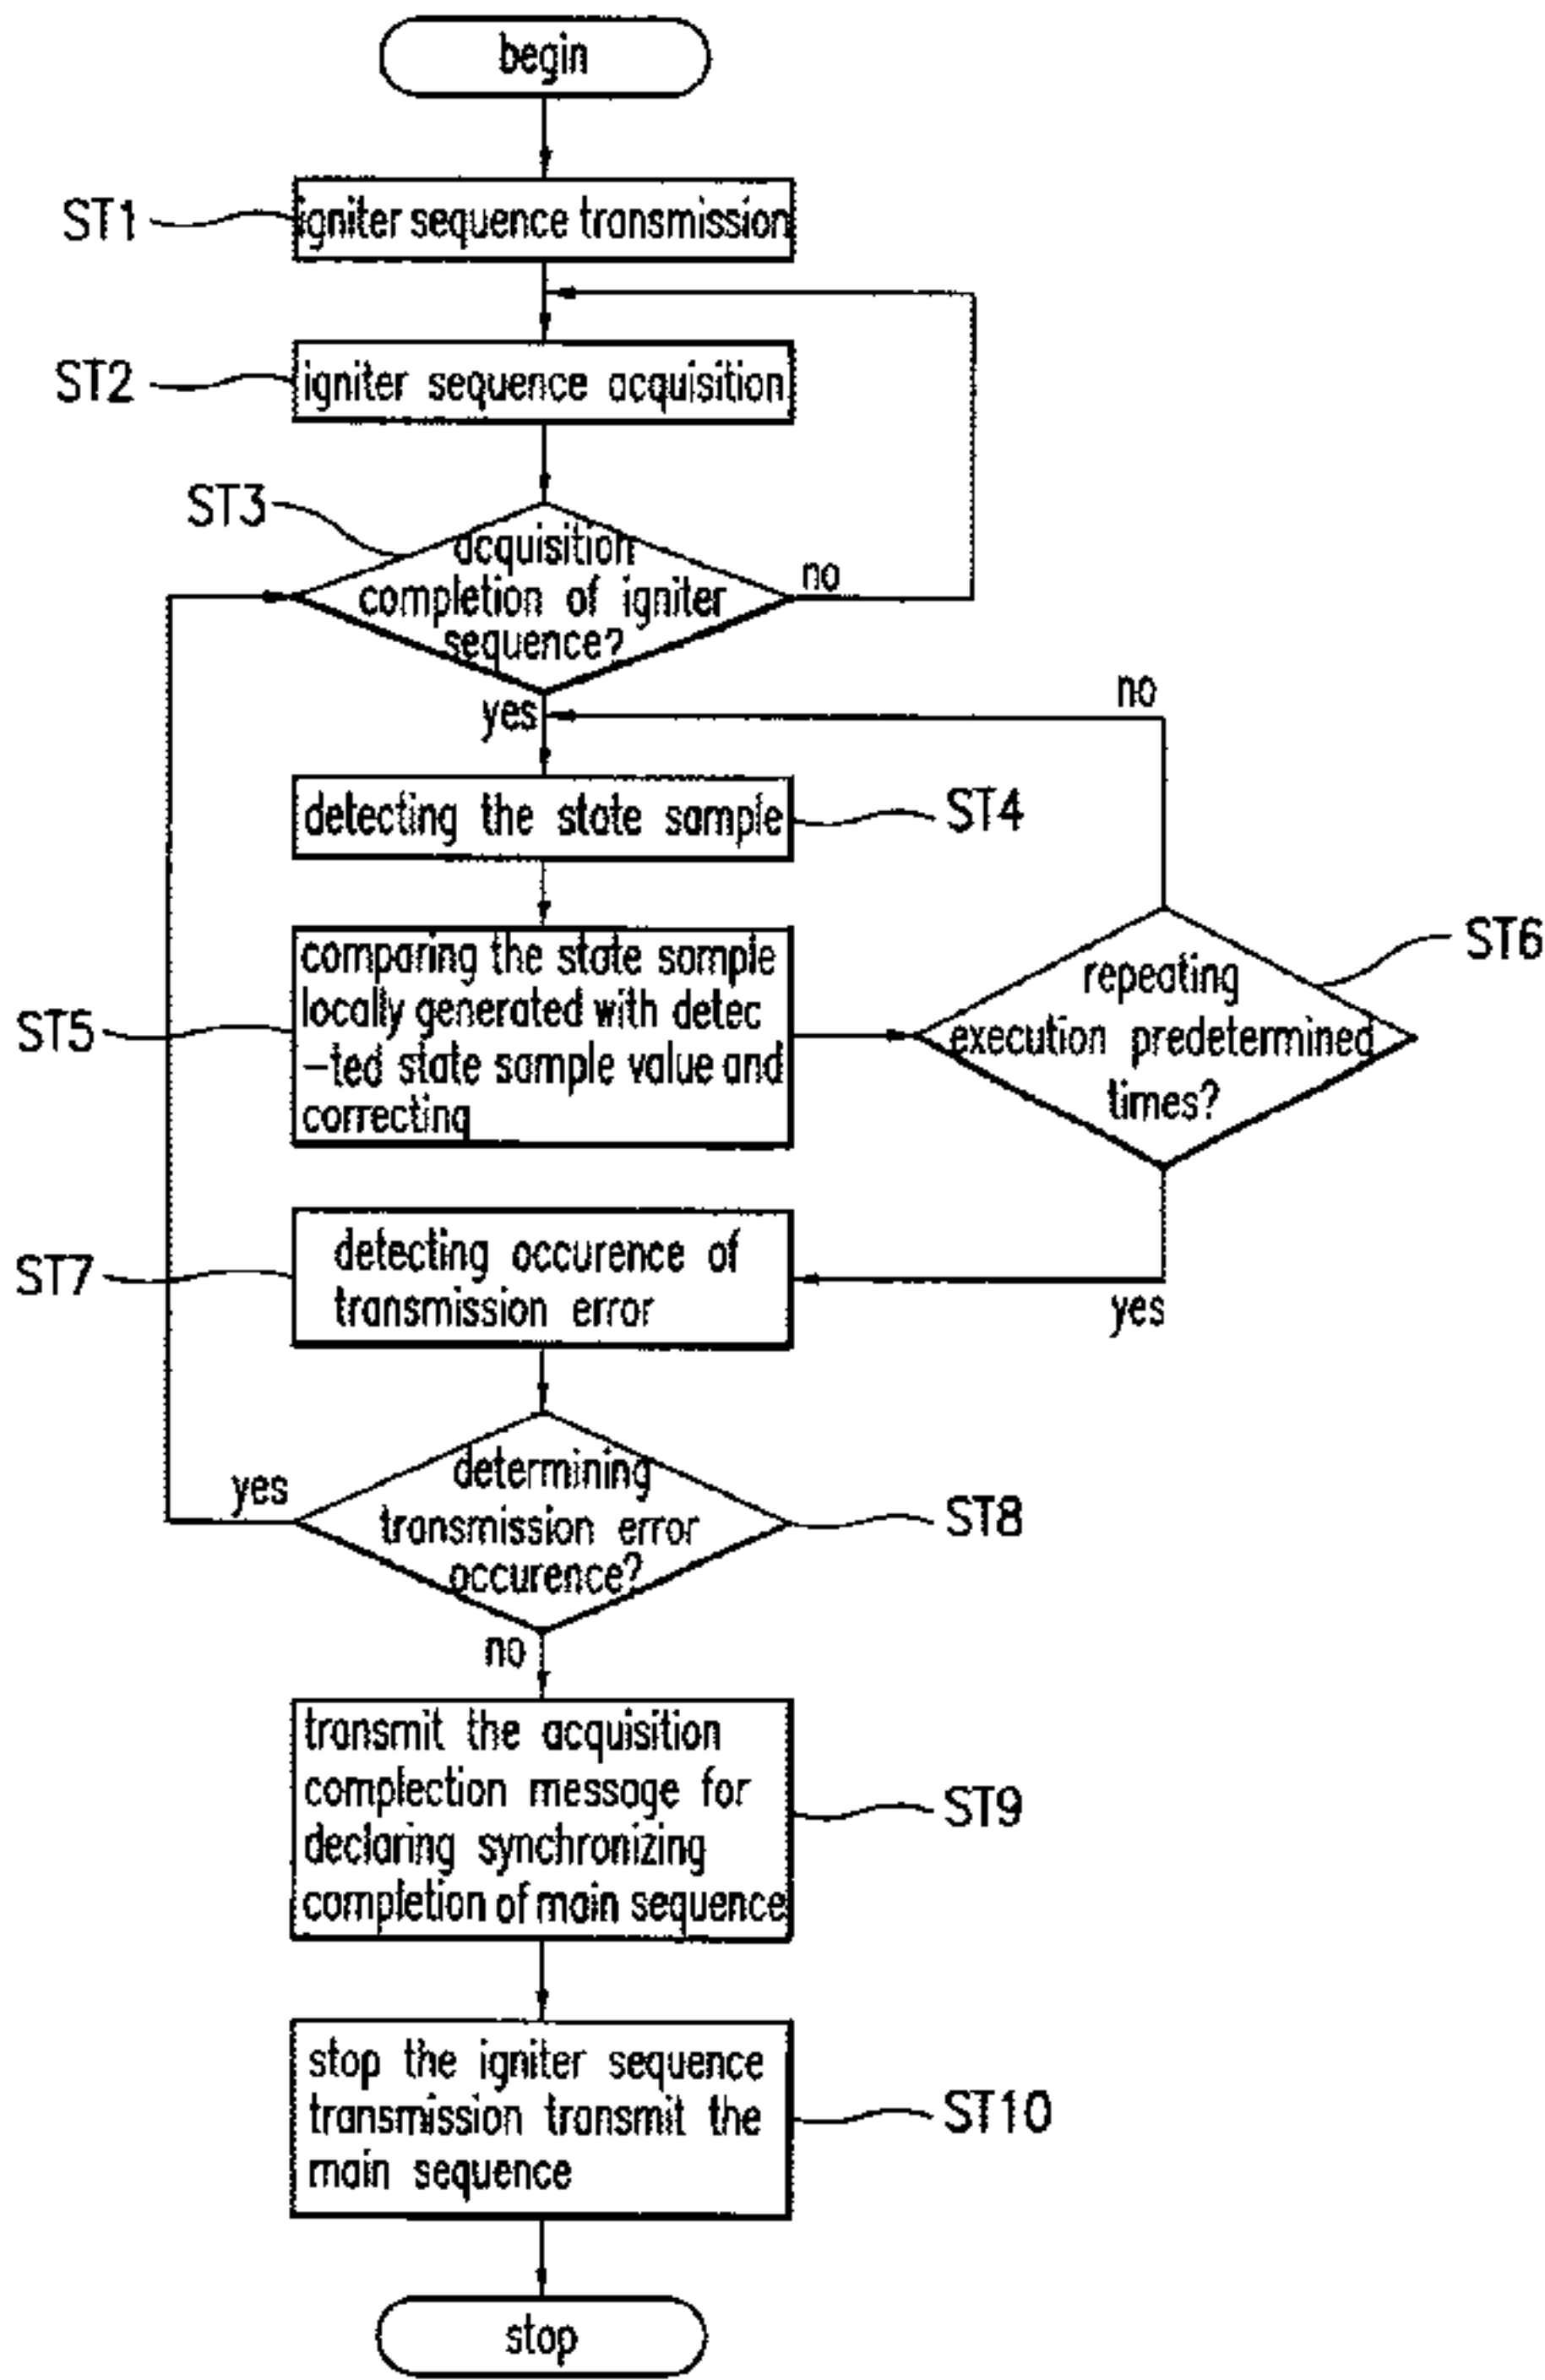 begin
ST1
igniter sequence transmission
ST2
igniter sequence acquisition
ST3
acquisition
completion of igniter
sequence?
no
yes
no
detecting the state sample
ST4
ST5
comparing the state sample
locally generated with detec
-ted state sample value and
correcting
ST6
repeating
execution predetermined
times?
yes
ST7
detecting occurence of
transmission error
yes
determining
transmission error
occurence?
ST8
no
transmit the acquisition
complection message for
declaring synchronizing
completion of main sequence
ST9
stop the igniter sequence
transmission transmit the
main sequence
ST10
stop